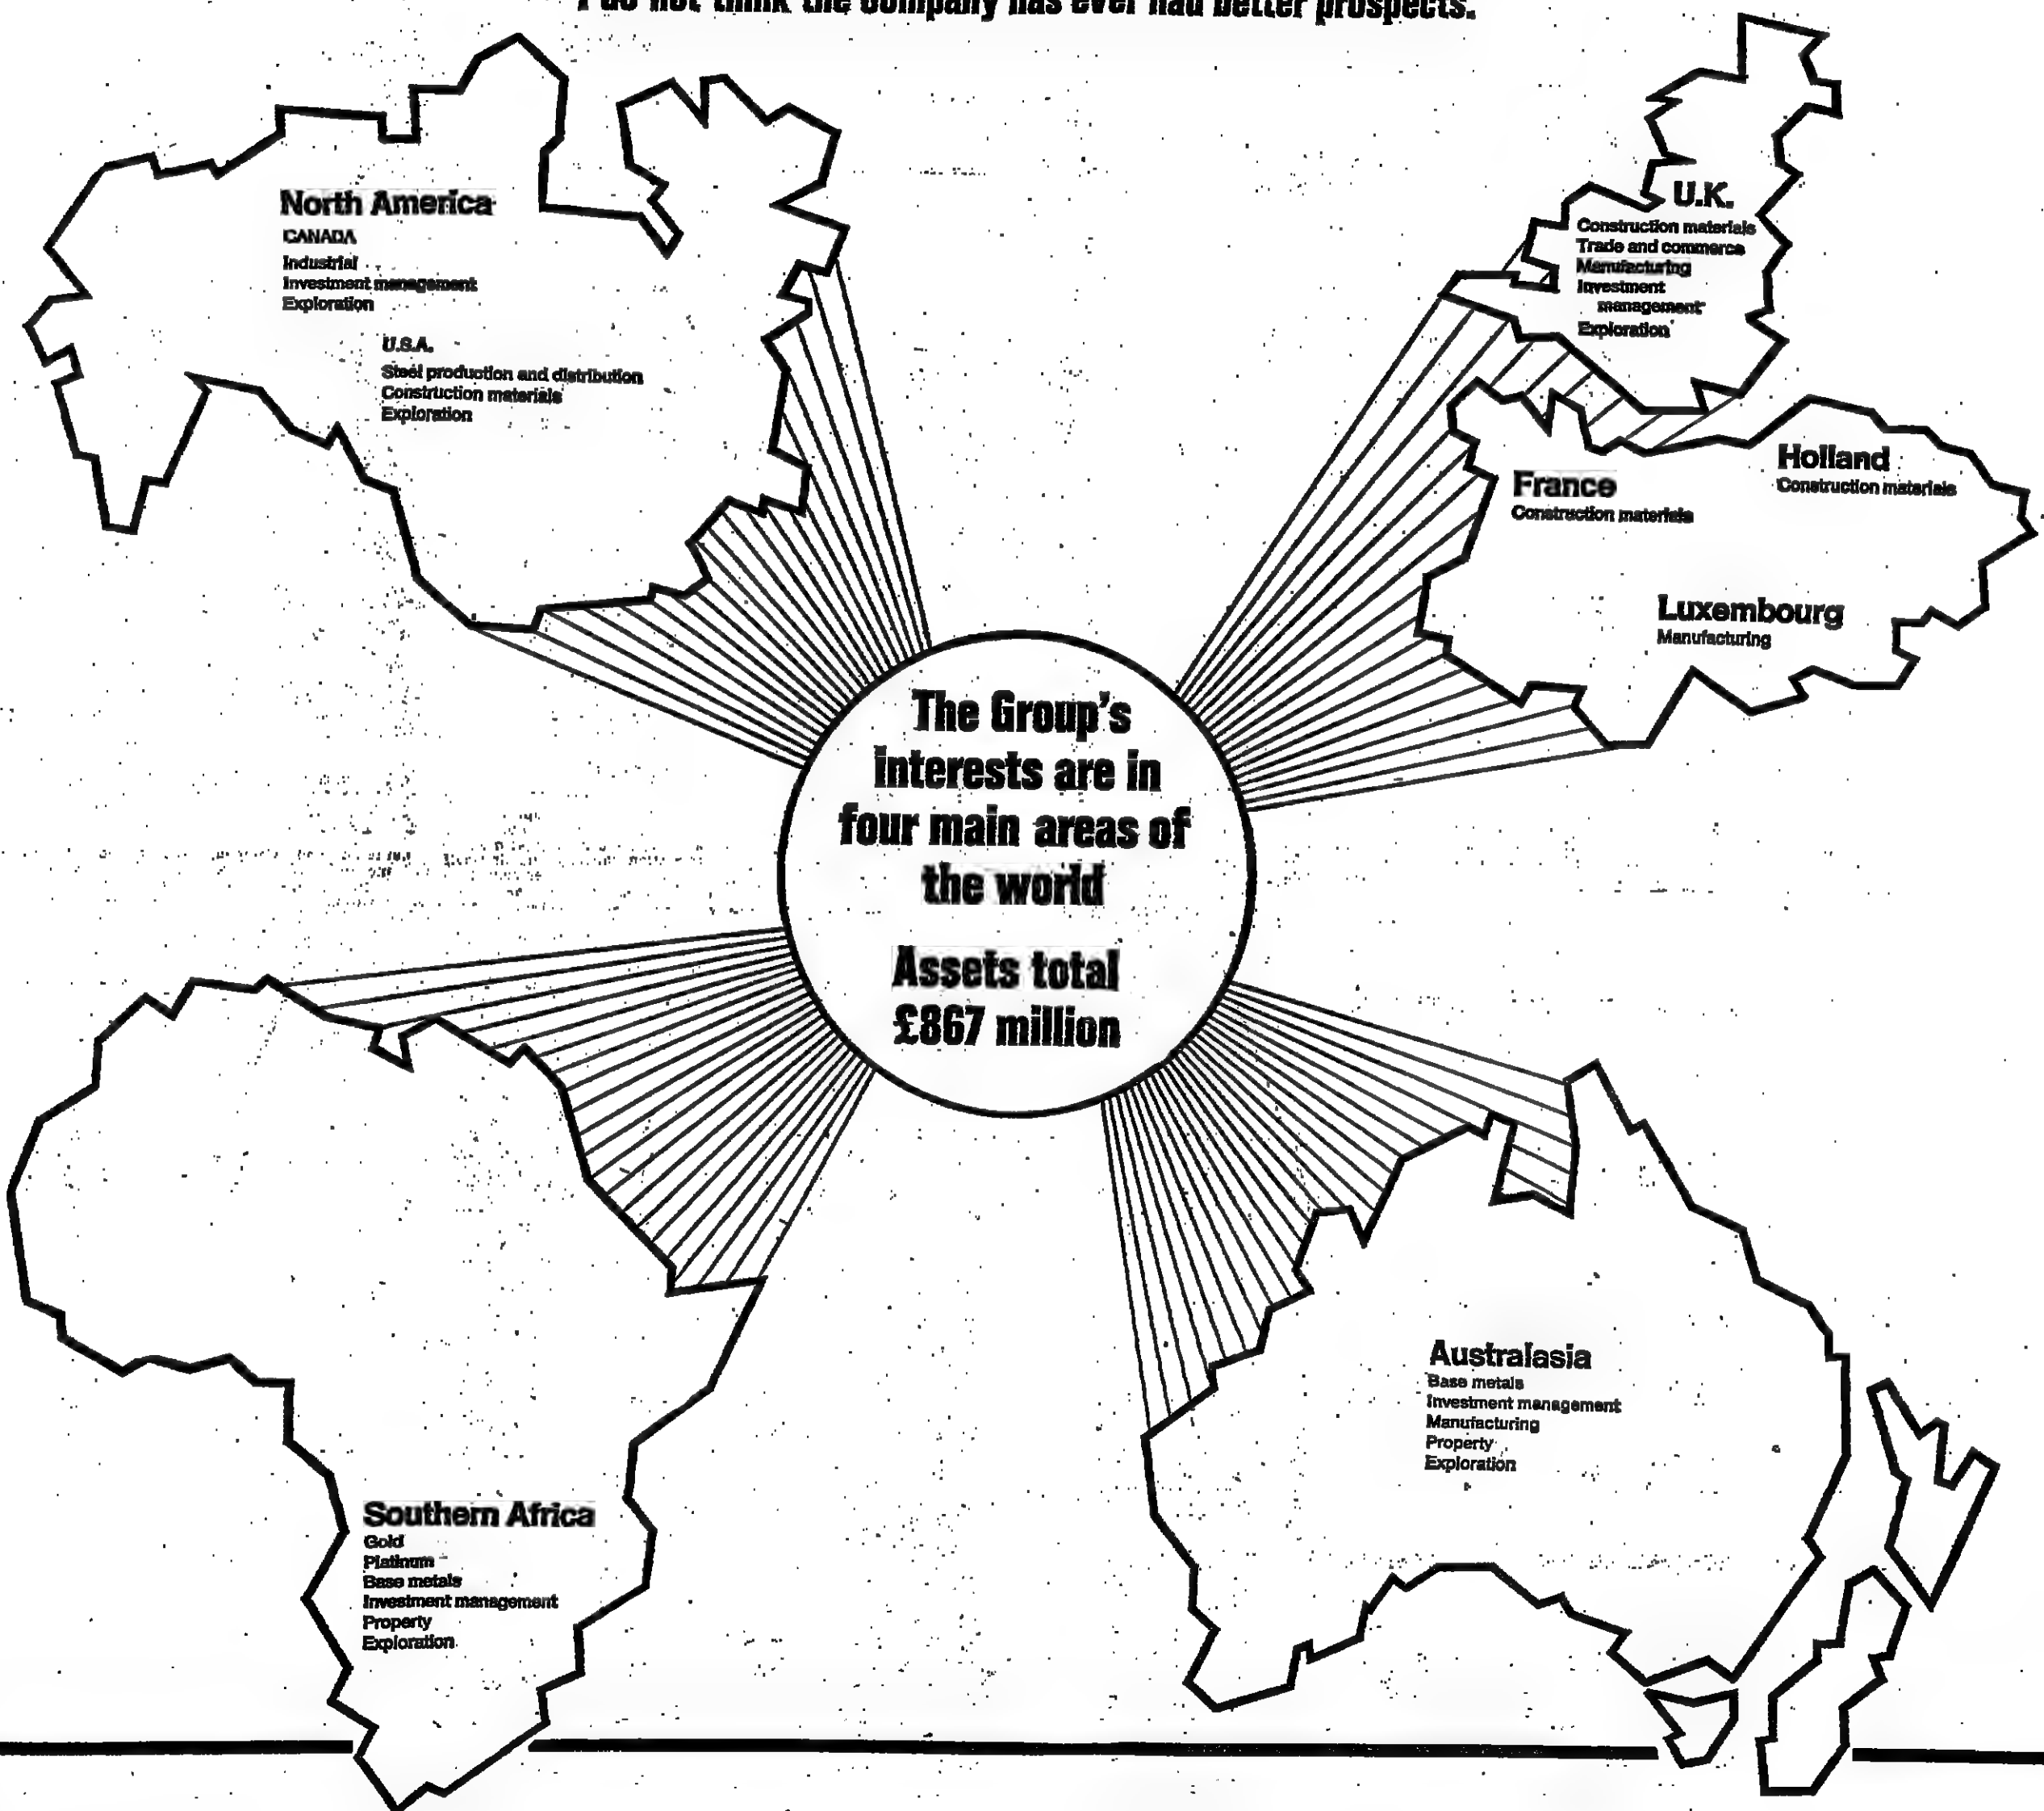 I do not think the company has ever had better prospects.
North America
CANADA
Industrial
Investment management
Exploration
U.S.A.
Steel production and distribution
Construction materials
Exploration
U.K.
Construction materials
Trade and commerce
Manufacturing
Investment
management
Exploration
France
Construction materials
Holland
Construction materials
Luxembourg
Manufacturing
The Group's
interests are in
four main areas of
the world
Assets total
£867 million
Southern Africa
Gold
Platinum
Base metals
Investment management
Property
Exploration
Australasia
Base metals
Investment management
Manufacturing
Property
Exploration